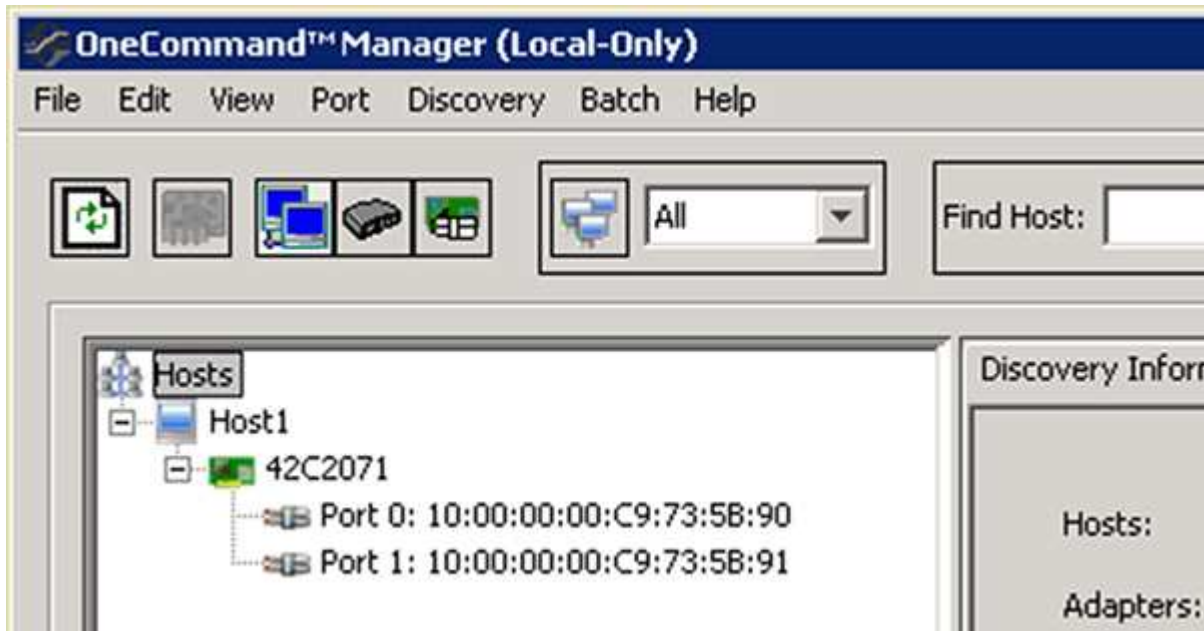 OneCommand™ Manager (Local-Only)
File Edit View Port Discovery Batch Help
All Find Host:
Hosts
Discovery Inform
Host1
42C2071
Port 0: 10:00:00:00:C9:73:5B:90
Hosts:
Port 1: 10:00:00:00:C9:73:5B:91
Adapters: